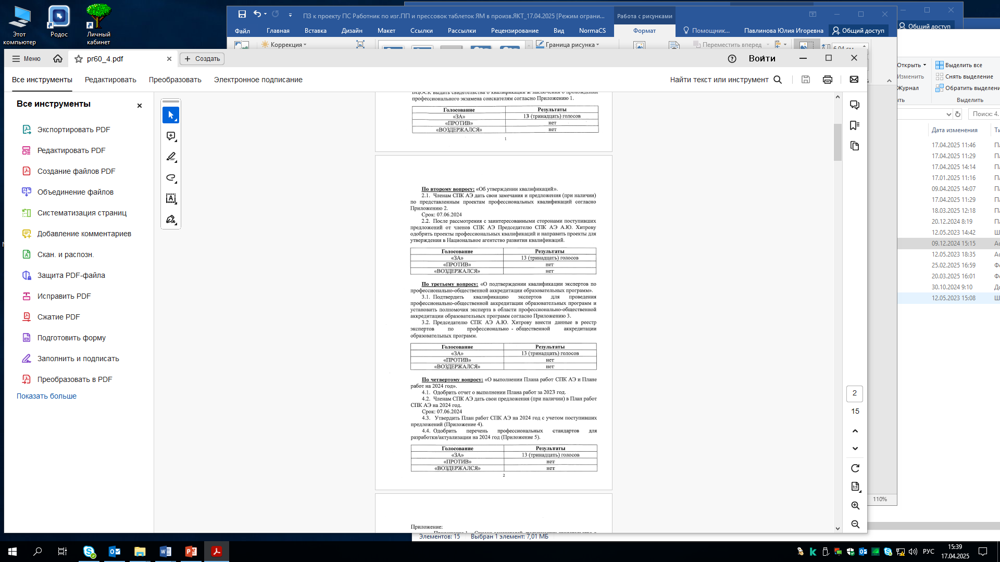 Этот компьютер
Родос
Личный кабинет
ПЗ к проекту ПС Работник по изг.ПП и прессовок таблеток ЯМ в произв.ЯКТ_17.04.2025 [Режим ограни...
Работа с рисунками
Файл
Главная
Вставка
Дизайн
Макет
Ссылки
Рассылки
Рецензирование
Вид
NormaCS
Формат
Помощник...
Павлинова Юлия Игоревна
Общий доступ
Общий доступ
Коррекция
Граница рисунка
Переместить вперед
Меню
pr60_4.pdf
Создать
Войти
Все инструменты
Редактировать
Преобразовать
Электронное подписание
Найти текст или инструмент
Все инструменты
Экспортировать PDF
Редактировать PDF
Создание файлов PDF
Объединение файлов
Систематизация страниц
Добавление комментариев
Скан. и распозн.
Защита PDF-файла
Исправить PDF
Сжатие PDF
Подготовить форму
Заполнить и подписать
Преобразовать в PDF
Показать больше
ВЦОСК выдать свидетельства о квалификации и заключения о прохождении
профессионального экзамена соискателям согласно Приложению 1.
Голосование Результаты
«ЗА» 13 (тринадцать) голосов
«ПРОТИВ» нет
«ВОЗДЕРЖАЛСЯ» нет
1
По второму вопросу: «Об утверждении квалификаций».
2.1. Членам СПК АЭ дать свои замечания и предложения (при наличии)
по представленным проектам профессиональных квалификаций согласно
Приложению 2.
Срок: 07.06.2024
2.2. После рассмотрения с заинтересованными сторонами поступивших
предложений от членов СПК АЭ Председателю СПК АЭ А.Ю. Хитрову
одобрить проекты профессиональных квалификаций и направить проекты для
утверждения в Национальное агентство развития квалификаций.
Голосование Результаты
«ЗА» 13 (тринадцать) голосов
«ПРОТИВ» нет
«ВОЗДЕРЖАЛСЯ» нет
По третьему вопросу: «О подтверждении квалификации экспертов по
профессионально-общественной аккредитации образовательных программ».
3.1. Подтвердить квалификацию экспертов для проведения
профессионально-общественной аккредитации образовательных программ и
установить полномочия эксперта в области профессионально-общественной
аккредитации образовательных программ согласно Приложению 3.
3.2. Председателю СПК АЭ А.Ю. Хитрову внести данные в реестр
экспертов по профессионально - общественной аккредитации
образовательных программ.
Голосование Результаты
«ЗА» 13 (тринадцать) голосов
«ПРОТИВ» нет
«ВОЗДЕРЖАЛСЯ» нет
По четвертому вопросу: «О выполнении Плана работ СПК АЭ и Плане
работ на 2024 год».
4.1. Одобрить отчет о выполнении Плана работ за 2023 год.
4.2. Членам СПК АЭ дать свои предложения (при наличии) в План работ
СПК АЭ на 2024 год.
Срок: 07.06.2024
4.3. Утвердить План работ СПК АЭ на 2024 год с учетом поступивших
предложений (Приложение 4).
4.4. Одобрить перечень профессиональных стандартов для
разработки/актуализации на 2024 год (Приложение 5).
Голосование Результаты
«ЗА» 13 (тринадцать) голосов
«ПРОТИВ» нет
«ВОЗДЕРЖАЛСЯ» нет
2
Приложение:
2
15
Открыть
Изменить
Журнал
Выделить все
Снять выделение
Обратить выделени
Выделить
Поиск: 4.
Дата изменения
17.04.2025 11:46
17.04.2025 11:29
17.04.2025 14:14
17.01.2025 11:16
09.04.2025 14:07
17.04.2025 11:29
18.03.2025 12:18
20.12.2024 8:19
12.05.2023 14:42
09.12.2024 15:15
12.05.2023 18:35
25.02.2025 16:59
20.03.2025 16:01
30.10.2024 9:10
12.05.2023 15:08
110%
Элементов: 15
Выбран 1 элемент: 7,01 МБ
РУС
15:39
17.04.2025